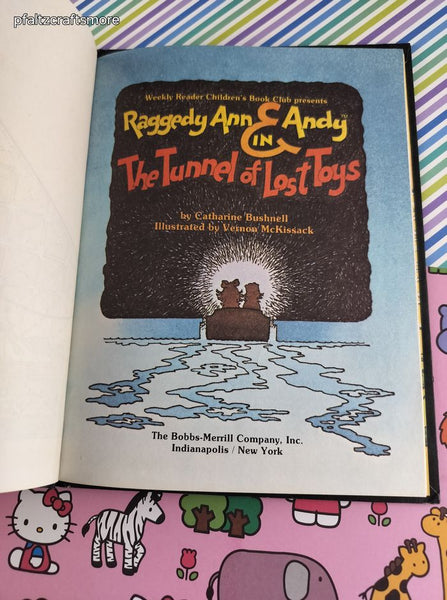 pfaltzcraftsmore
Weekly Reader Children's Book Club presents
Raggedy Ann & Andy™
IN
The Tunnel of Lost Toys
by Catharine Bushnell
Illustrated by Vernon McKissack
The Bobbs-Merrill Company, Inc.
Indianapolis / New York